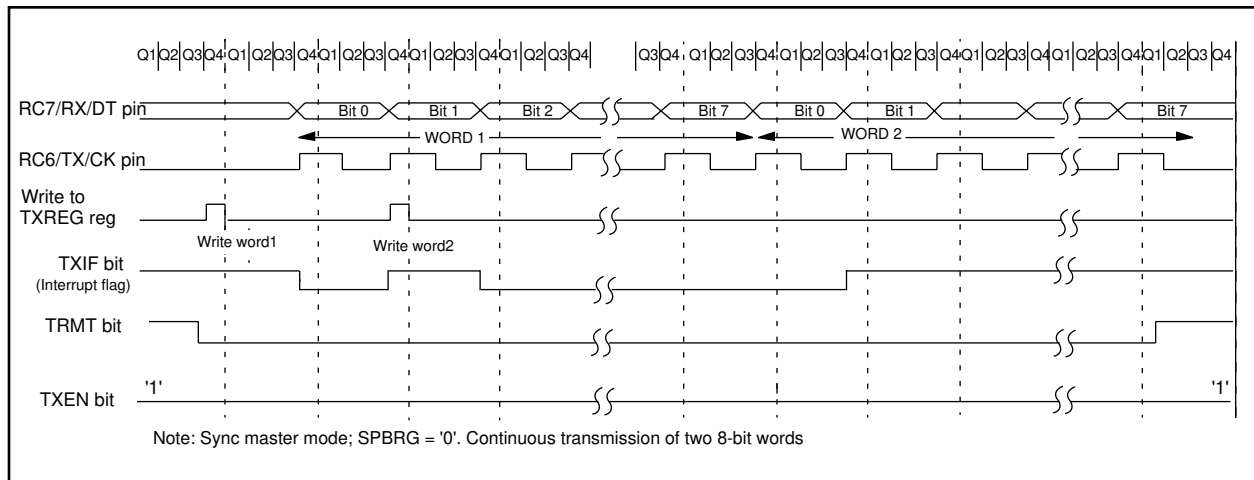 Q1 Q2 Q3 Q4 Q1 Q2 Q3 Q4 Q1 Q2 Q3 Q4 Q1 Q2 Q3 Q4 Q1 Q2 Q3 Q4 Q3 Q4 Q1 Q2 Q3 Q4 Q1 Q2 Q3 Q4 Q1 Q2 Q3 Q4 Q1 Q2 Q3 Q4 Q1 Q2 Q3 Q4 Q1 Q2 Q3 Q4
RC7/RX/DT pin Bit 0 Bit 1 Bit 2 Bit 7 Bit 0 Bit 1 Bit 7
WORD 1 WORD 2
RC6/TX/CK pin
Write to
TXREG reg
Write word1 Write word2
TXIF bit
(Interrupt flag)
TRMT bit
'1' '1'
TXEN bit
Note: Sync master mode; SPBRG = '0'. Continuous transmission of two 8-bit words